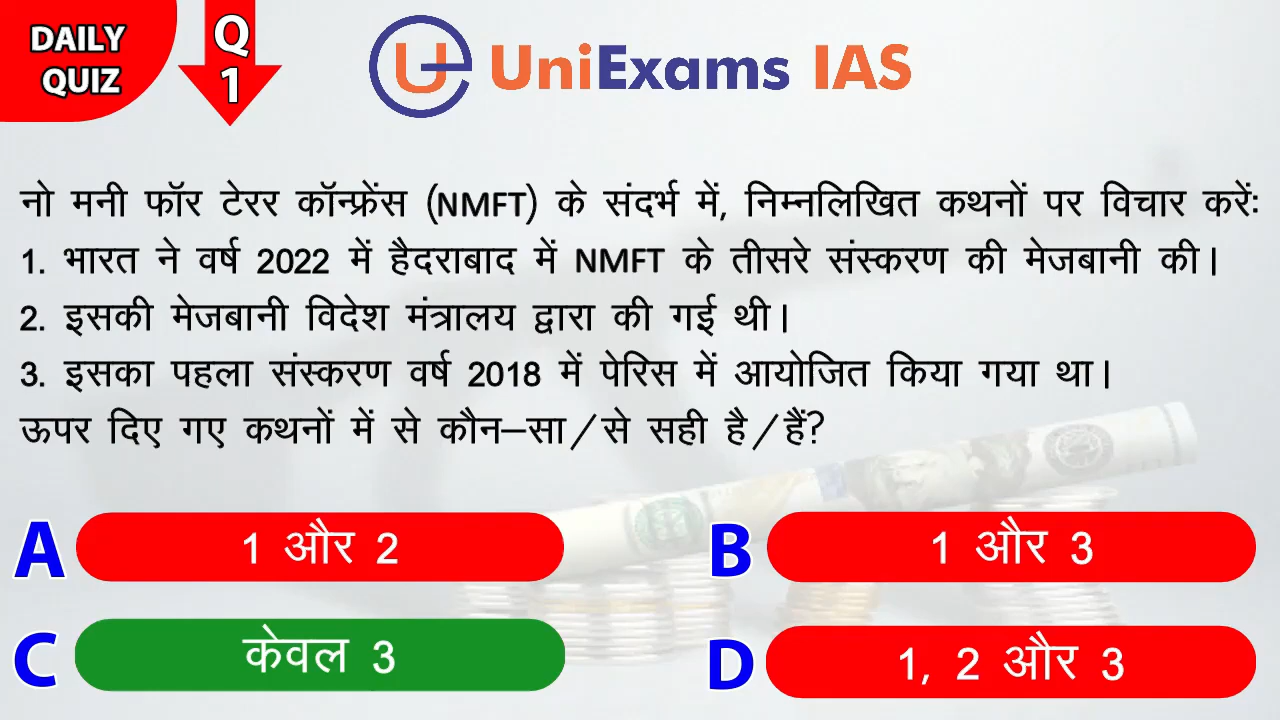 DAILY
QUIZ
Q
1
UniExams IAS
नो मनी फॉर टेरर कॉन्फ्रेंस (NMFT) के संदर्भ में, निम्नलिखित कथनों पर विचार करेंः
1. भारत ने वर्ष 2022 में हैदराबाद में NMFT के तीसरे संस्करण की मेजबानी की।
2. इसकी मेजबानी विदेश मंत्रालय द्वारा की गई थी।
3. इसका पहला संस्करण वर्ष 2018 में पेरिस में आयोजित किया गया था।
ऊपर दिए गए कथनों में से कौन–सा/से सही है/हैं?
A 1 और 2
B 1 और 3
C केवल 3
D 1, 2 और 3